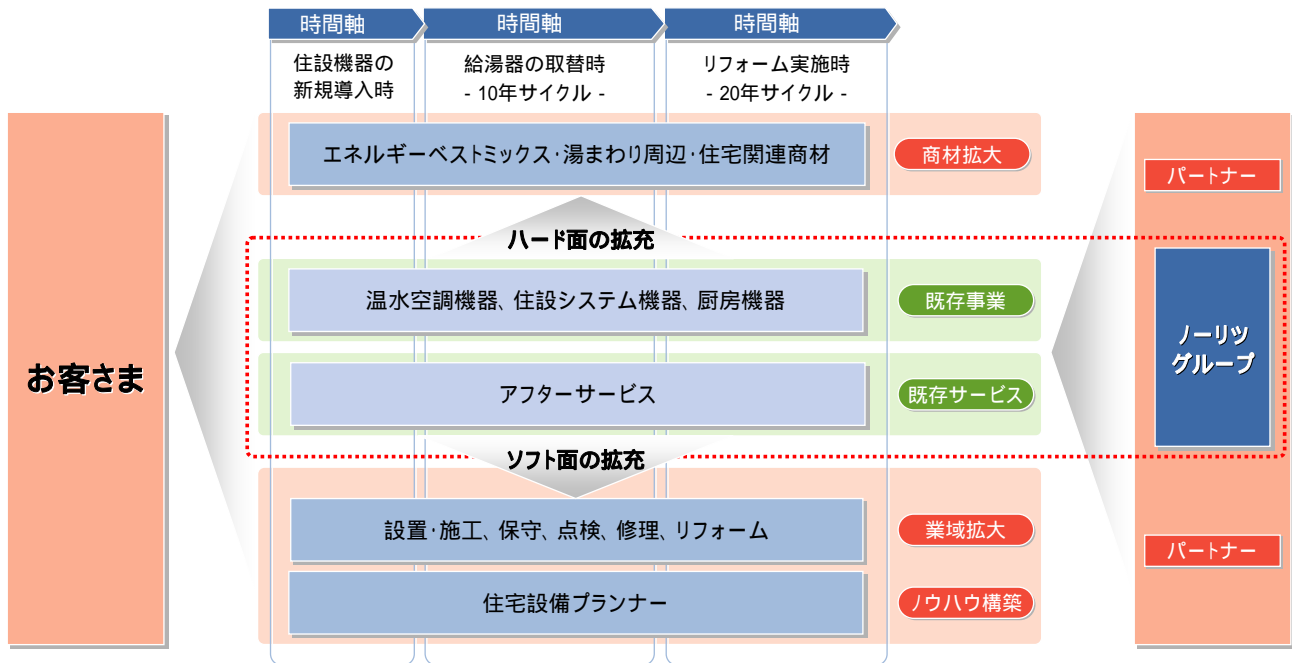 時間軸
時間軸
時間軸
住設機器の
新規導入時
給湯器の取替時
- 10年サイクル -
リフォーム実施時
- 20年サイクル -
エネルギーベストミックス・湯まわり周辺・住宅関連商材
商材拡大
パートナー
ハード面の拡充
温水空調機器、住設システム機器、厨房機器
既存事業
ノーリツ
グループ
お客さま
アフターサービス
既存サービス
ソフト面の拡充
設置・施工、保守、点検、修理、リフォーム
業域拡大
パートナー
住宅設備プランナー
ノウハウ構築